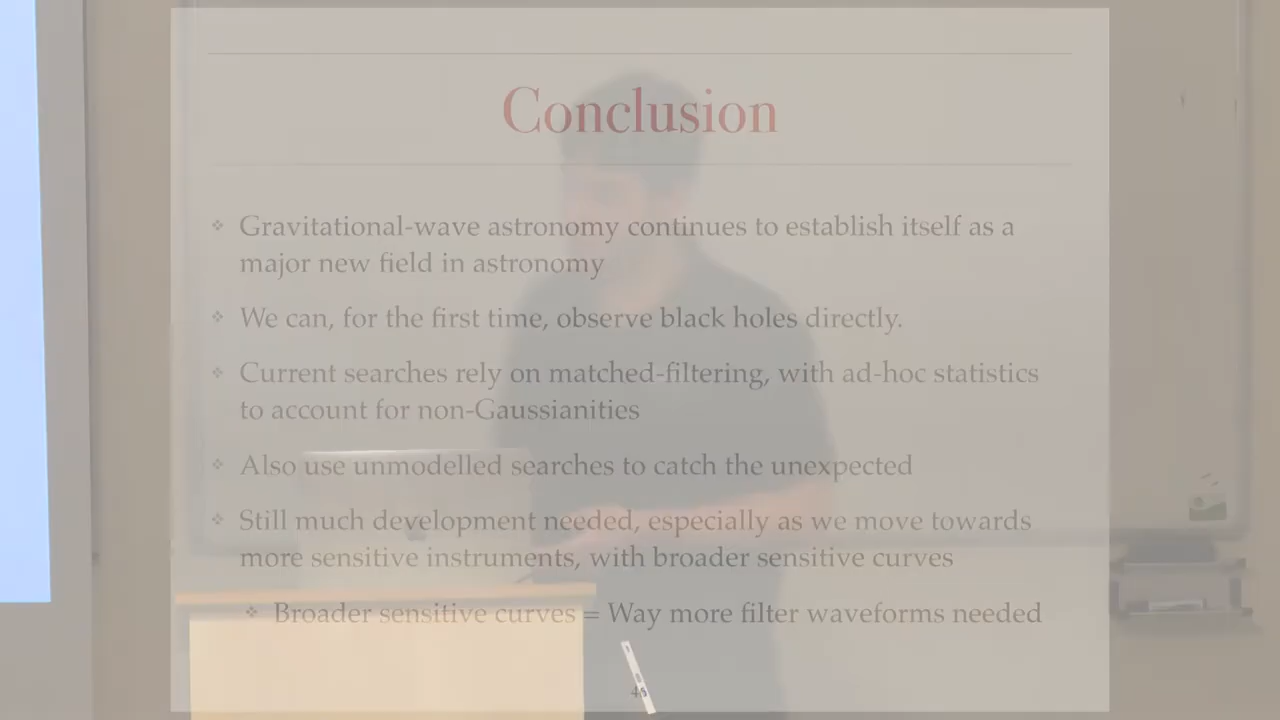 Conclusion
Gravitational-wave astronomy continues to establish itself as a
major new field in astronomy
We can, for the first time, observe black holes directly.
Current searches rely on matched-filtering, with ad-hoc statistics
to account for non-Gaussianities
Also use unmodelled searches to catch the unexpected
Still much development needed, especially as we move towards
more sensitive instruments, with broader sensitive curves
Broader sensitive curves = Way more filter waveforms needed